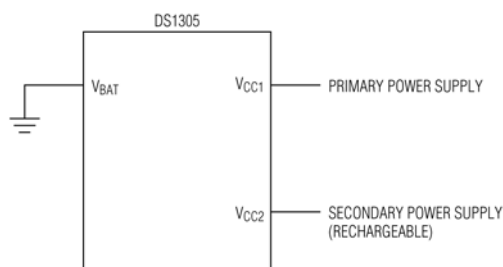 DS1305
VBAT
VCC1
PRIMARY POWER SUPPLY
VCC2
SECONDARY POWER SUPPLY
(RECHARGEABLE)